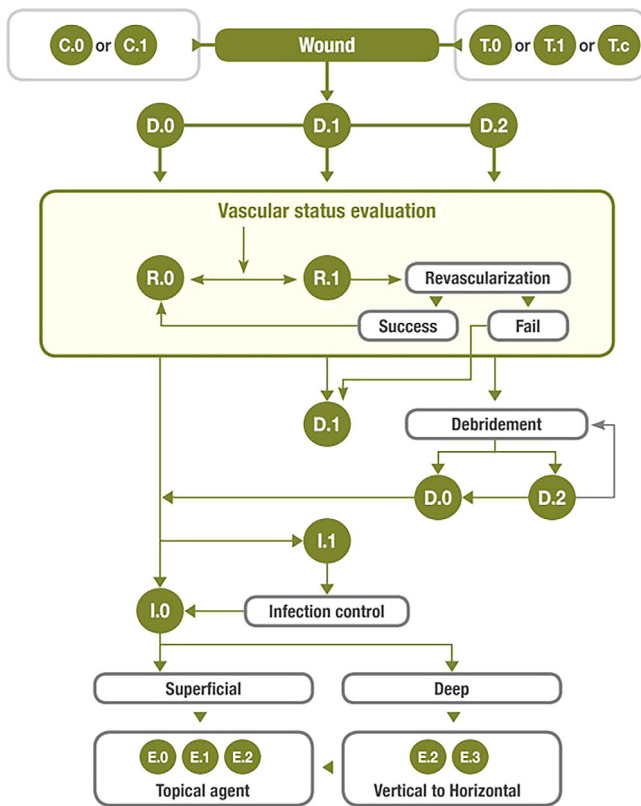 C.0 or C.1
Wound
T.0 or T.1 or T.c
D.0
D.1
D.2
Vascular status evaluation
R.0
R.1
Revascularization
Success
Fail
D.1
Debridement
D.0
D.2
I.1
I.0
Infection control
Superficial
Deep
E.0 E.1 E.2
Topical agent
E.2 E.3
Vertical to Horizontal